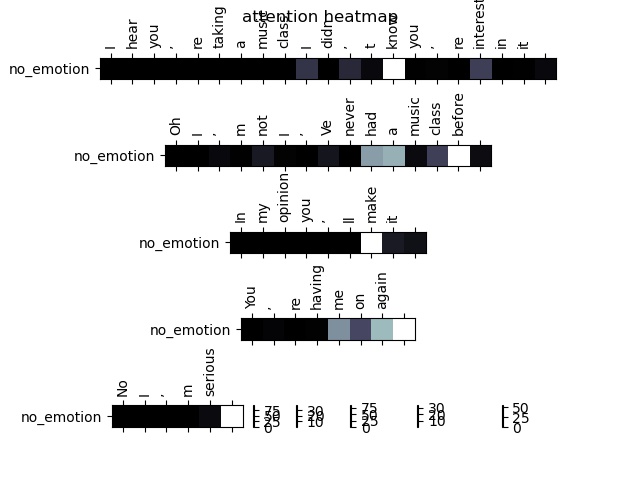 attention heatmap
I hear you , re taking a music class I didn , t know you , re interest in it
no_emotion
Oh I , m not I , Ve never had a music class before
no_emotion
In my opinion you , ll make it
no_emotion
You , re having me on again
no_emotion
No I , m serious
no_emotion
75 50 25 0
30 20 10
75 50 25 0
30 20 10
50 25 0